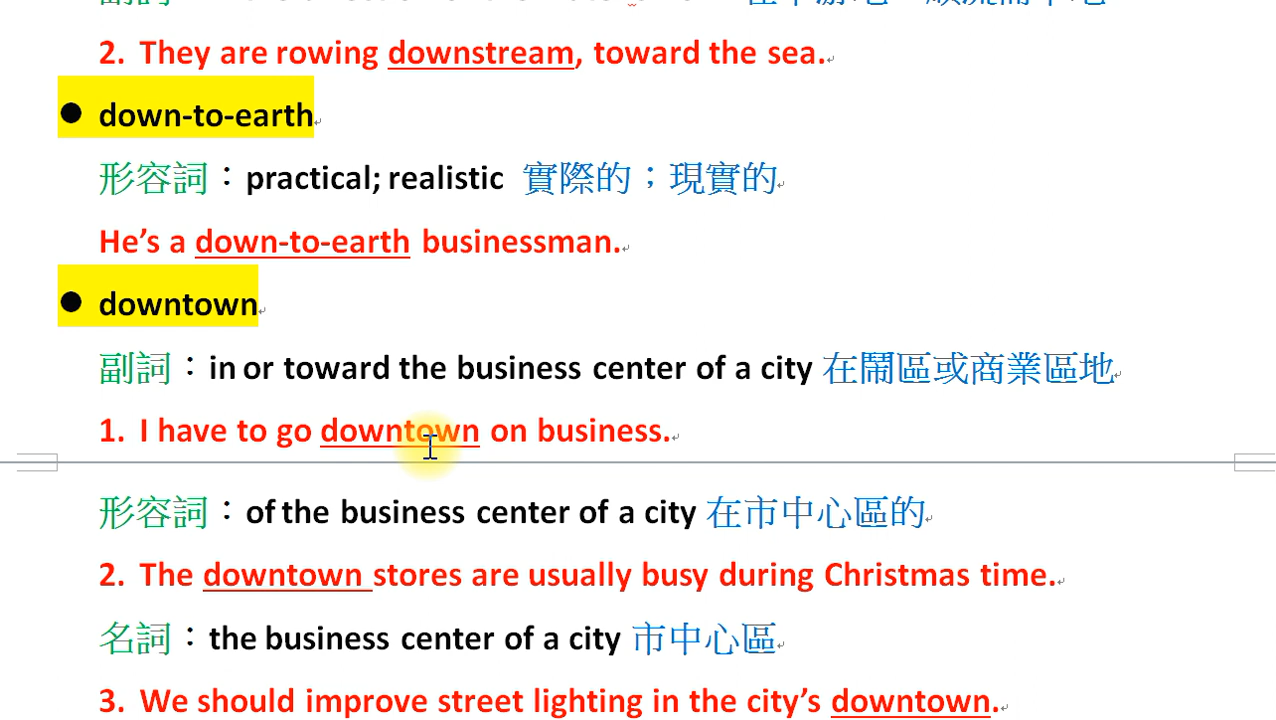 2. They are rowing downstream, toward the sea.
● down-to-earth
形容詞：practical; realistic 實際的；現實的
He’s a down-to-earth businessman.
● downtown
副詞：in or toward the business center of a city 在鬧區或商業區地
1. I have to go downtown on business.
形容詞：of the business center of a city 在市中心區的
2. The downtown stores are usually busy during Christmas time.
名詞：the business center of a city 市中心區
3. We should improve street lighting in the city’s downtown.